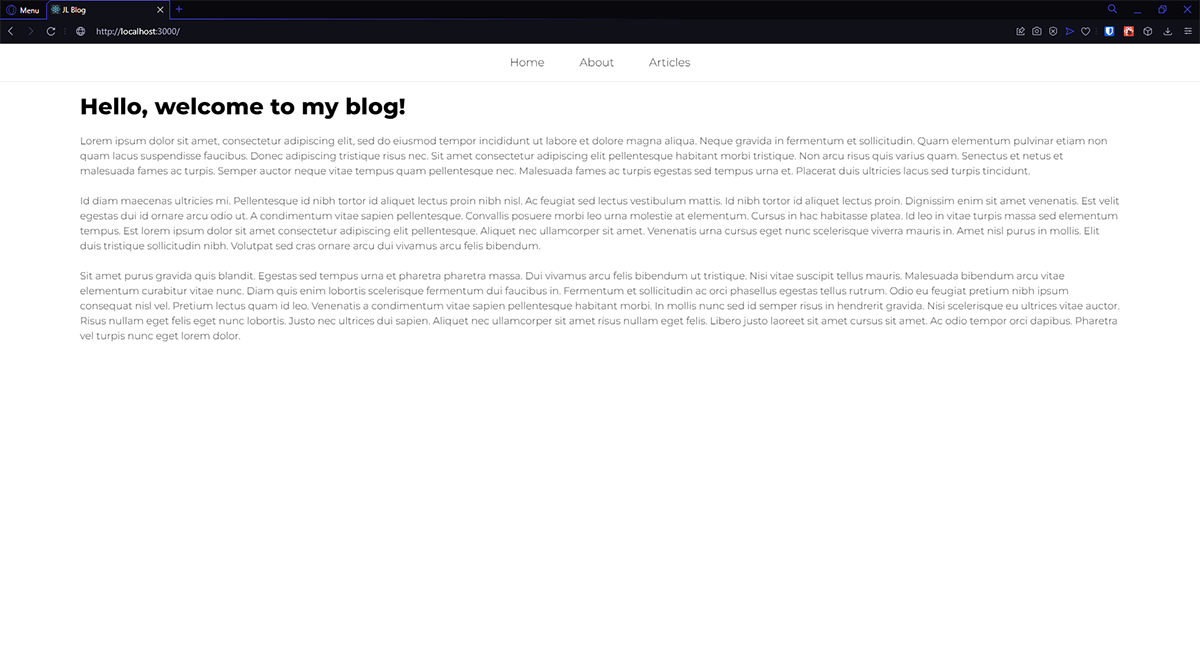 Menu
JL Blog
http://localhost:3000/
Home About Articles
Hello, welcome to my blog!
Lorem ipsum dolor sit amet, consectetur adipiscing elit, sed do eiusmod tempor incididunt ut labore et dolore magna aliqua. Neque gravida in fermentum et sollicitudin. Quam elementum pulvinar etiam non
quam lacus suspendisse faucibus. Donec adipiscing tristique risus nec. Sit amet consectetur adipiscing elit pellentesque habitant morbi tristique. Non arcu risus quis varius quam. Senectus et netus et
malesuada fames ac turpis. Semper auctor neque vitae tempus quam pellentesque nec. Malesuada fames ac turpis egestas sed tempus urna et. Placerat duis ultricies lacus sed turpis tincidunt.
Id diam maecenas ultricies mi. Pellentesque id nibh tortor id aliquet lectus proin nibh nisl. Ac feugiat sed lectus vestibulum mattis. Id nibh tortor id aliquet lectus proin. Dignissim enim sit amet venenatis. Est velit
egestas dui id ornare arcu odio ut. A condimentum vitae sapien pellentesque. Convallis posuere morbi leo urna molestie at elementum. Cursus in hac habitasse platea. Id leo in vitae turpis massa sed elementum
tempus. Est lorem ipsum dolor sit amet consectetur adipiscing elit pellentesque. Aliquet nec ullamcorper sit amet. Venenatis urna cursus eget nunc scelerisque viverra mauris in. Amet nisl purus in mollis. Elit
duis tristique sollicitudin nibh. Volutpat sed cras ornare arcu dui vivamus arcu felis bibendum.
Sit amet purus gravida quis blandit. Egestas sed tempus urna et pharetra pharetra massa. Dui vivamus arcu felis bibendum ut tristique. Nisi vitae suscipit tellus mauris. Malesuada bibendum arcu vitae
elementum curabitur vitae nunc. Diam quis enim lobortis scelerisque fermentum dui faucibus in. Fermentum et sollicitudin ac orci phasellus egestas tellus rutrum. Odio eu feugiat pretium nibh ipsum
consequat nisl vel. Pretium lectus quam id leo. Venenatis a condimentum vitae sapien pellentesque habitant morbi. In mollis nunc sed id semper risus in hendrerit gravida. Nisi scelerisque eu ultrices vitae auctor.
Risus nullam eget felis eget nunc lobortis. Justo nec ultrices dui sapien. Aliquet nec ullamcorper sit amet risus nullam eget felis. Libero justo laoreet sit amet cursus sit amet. Ac odio tempor orci dapibus. Pharetra
vel turpis nunc eget lorem dolor.